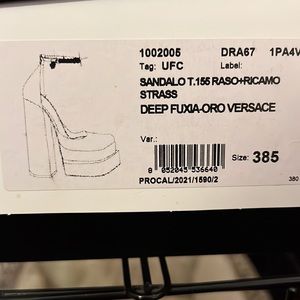 1002005 DRA67 1PA4V
Tag: UFC Label:
SANDALO T.155 RASO+RICAMO
STRASS
DEEP FUXIA-ORO VERSACE
Var.:
Size: 385
8 052045 536640
PROCAL/2021/1590/2 380